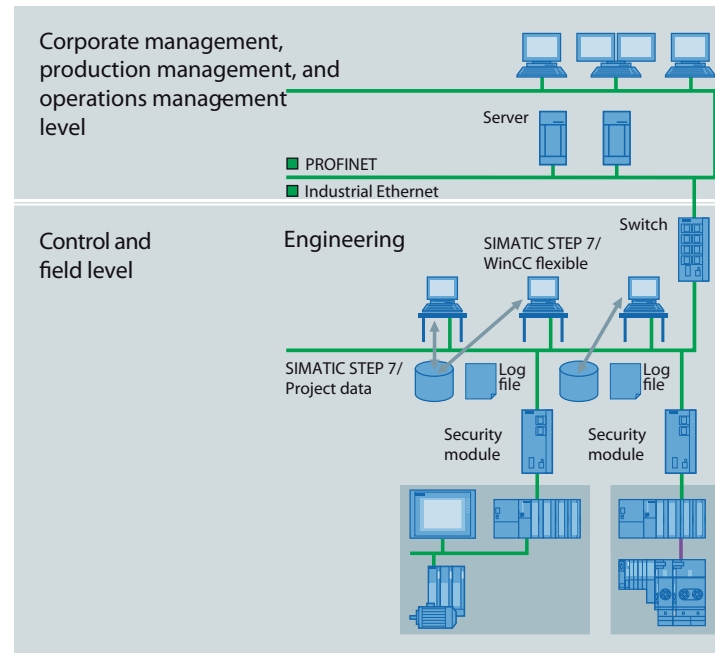 Corporate management,
production management, and
operations management
level
Server
PROFINET
Industrial Ethernet
Control and
field level
Engineering
SIMATIC STEP 7/
WinCC flexible
Switch
SIMATIC STEP 7/
Project data
Log
file
Log
file
Security
module
Security
module